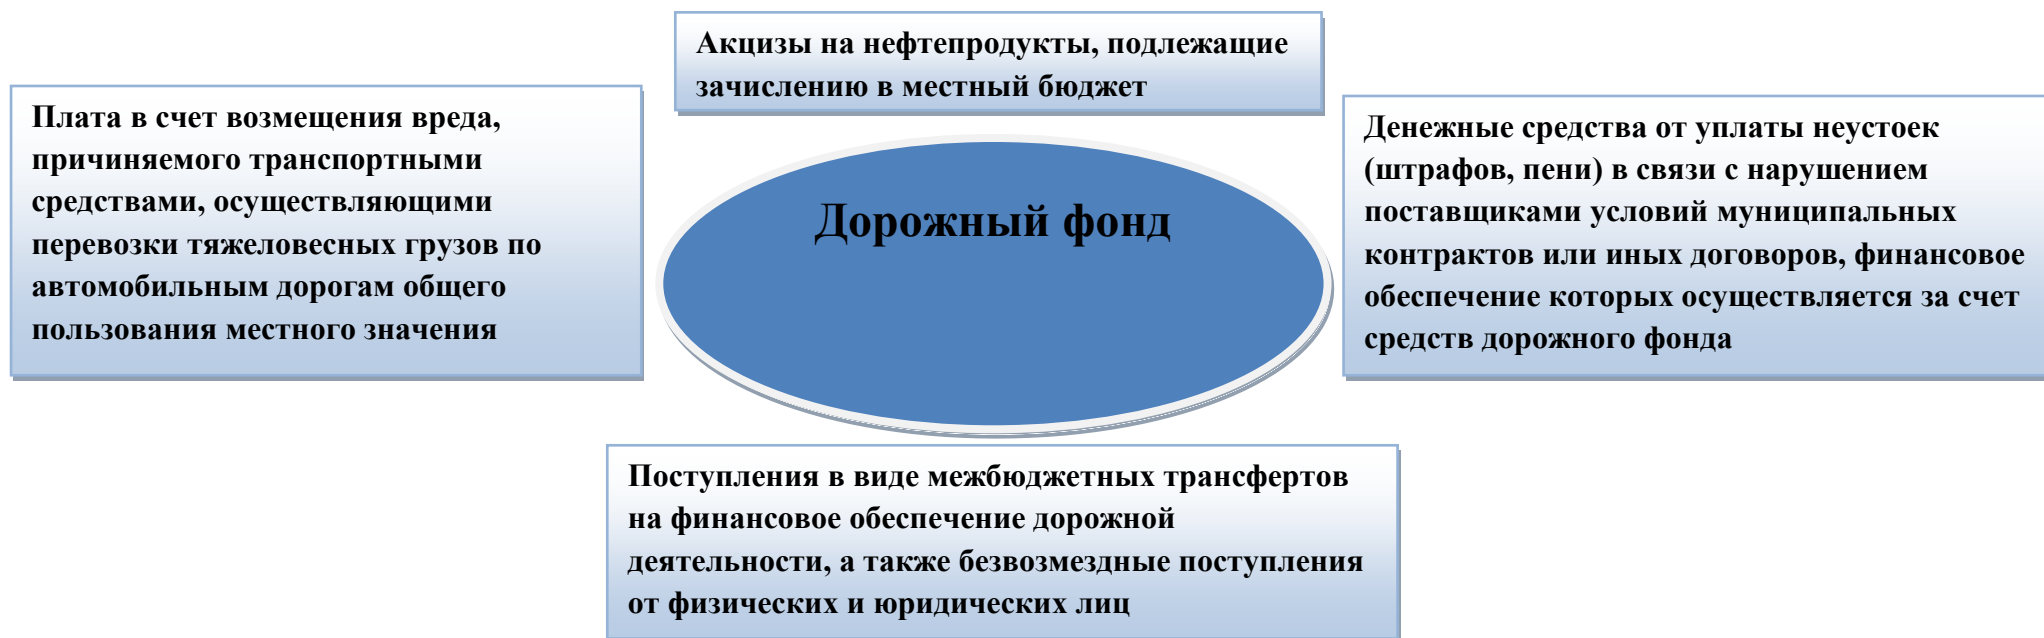 Акцизы на нефтепродукты, подлежащие
зачислению в местный бюджет
Плата в счет возмещения вреда,
причиняемого транспортными
средствами, осуществляющими
перевозки тяжеловесных грузов по
автомобильным дорогам общего
пользования местного значения
Дорожный фонд
Денежные средства от уплаты неустоек
(штрафов, пени) в связи с нарушением
поставщиками условий муниципальных
контрактов или иных договоров, финансовое
обеспечение которых осуществляется за счет
средств дорожного фонда
Поступления в виде межбюджетных трансфертов
на финансовое обеспечение дорожной
деятельности, а также безвозмездные поступления
от физических и юридических лиц